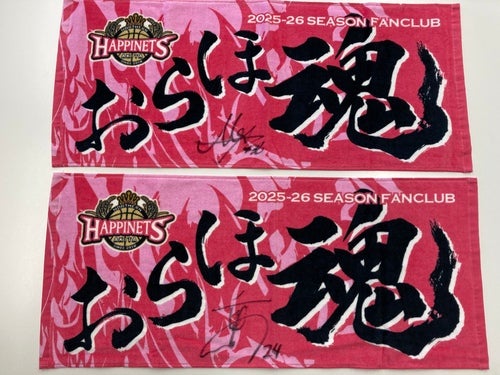 2025-26 SEASON FANCLUB
HAPPINETS
おらほ魂
2025-26 SEASON FANCLUB
HAPPINETS
おらほ魂
24